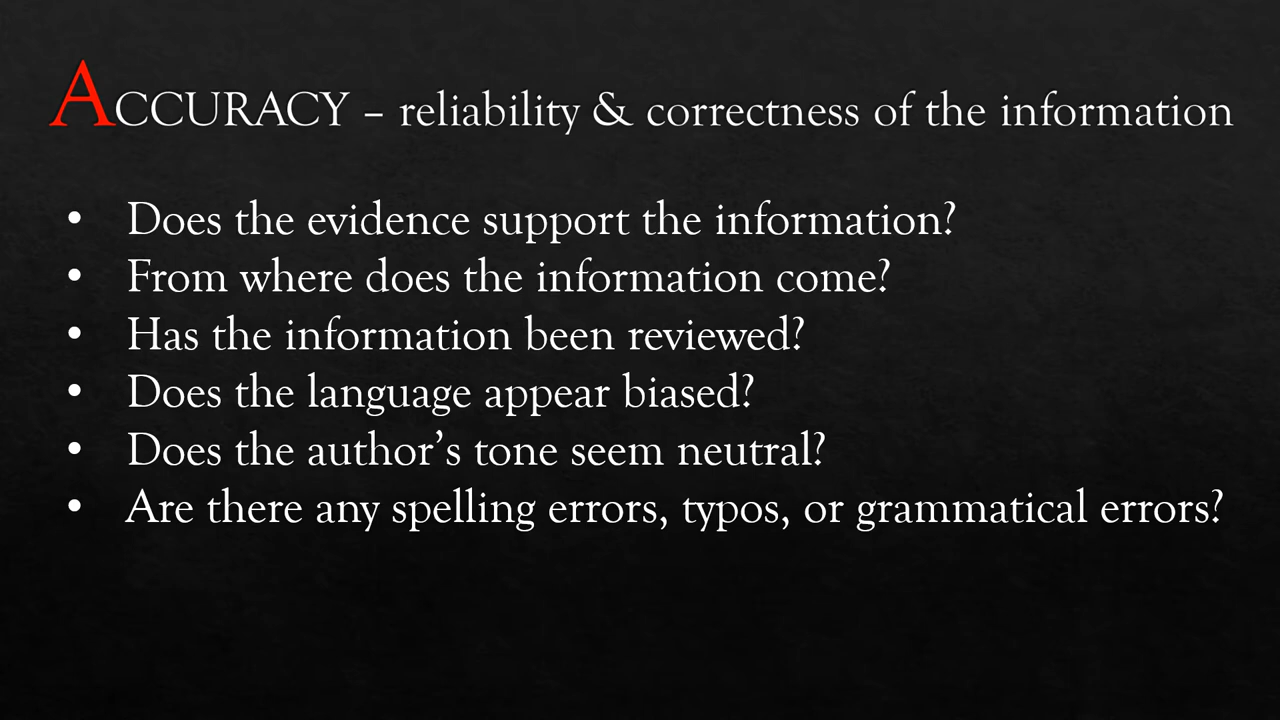 ACCURACY – reliability & correctness of the information
• Does the evidence support the information?
• From where does the information come?
• Has the information been reviewed?
• Does the language appear biased?
• Does the author’s tone seem neutral?
• Are there any spelling errors, typos, or grammatical errors?